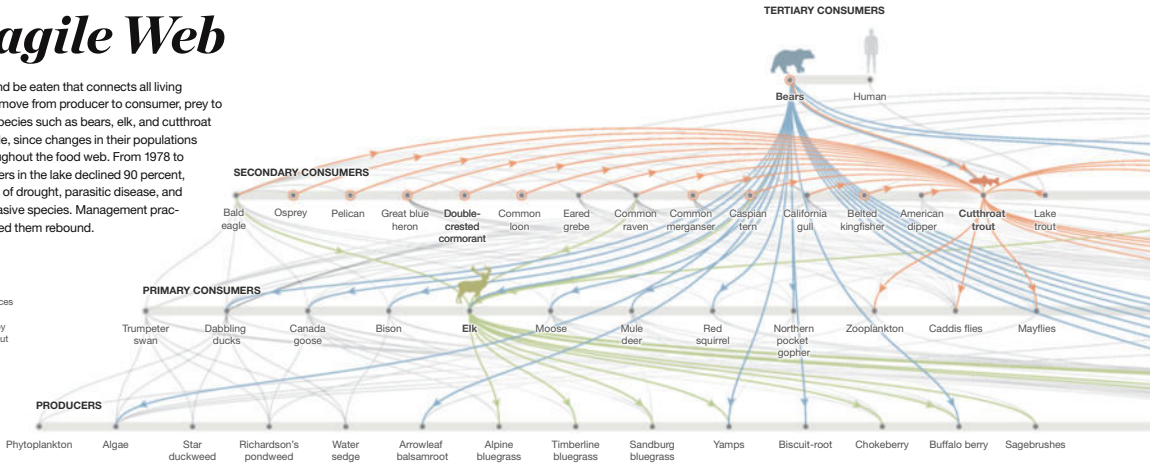 TERTIARY CONSUMERS
agile Web
nd be eaten that connects all living
move from producer to consumer, prey to
pecies such as bears, elk, and cutthroat
le, since changes in their populations
ughout the food web. From 1978 to
ers in the lake declined 90 percent,
of drought, parasitic disease, and
asive species. Management prac-
ed them rebound.
ces
y
ut
Bears
Human
SECONDARY CONSUMERS
Bald
eagle
Osprey
Pelican
Great blue
heron
Double-
crested
cormorant
Common
loon
Eared
grebe
Common
raven
Common
merganser
Caspian
tern
California
gull
Belted
kingfisher
American
dipper
Cutthroat
trout
Lake
trout
PRIMARY CONSUMERS
Trumpeter
swan
Dabbling
ducks
Canada
goose
Bison
Elk
Moose
Mule
deer
Red
squirrel
Northern
pocket
gopher
Zooplankton
Caddis flies
Mayflies
PRODUCERS
Phytoplankton
Algae
Star
duckweed
Richardson's
pondweed
Water
sedge
Arrowleaf
balsamroot
Alpine
bluegrass
Timberline
bluegrass
Sandburg
bluegrass
Yamps
Biscuit-root
Chokeberry
Buffalo berry
Sagebrushes